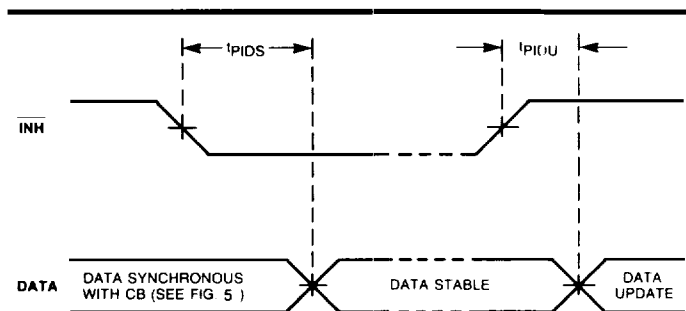 tPIDS
tPIDU
INH
DATA
DATA SYNCHRONOUS
WITH CB (SEE FIG. 5 )
DATA STABLE
DATA
UPDATE